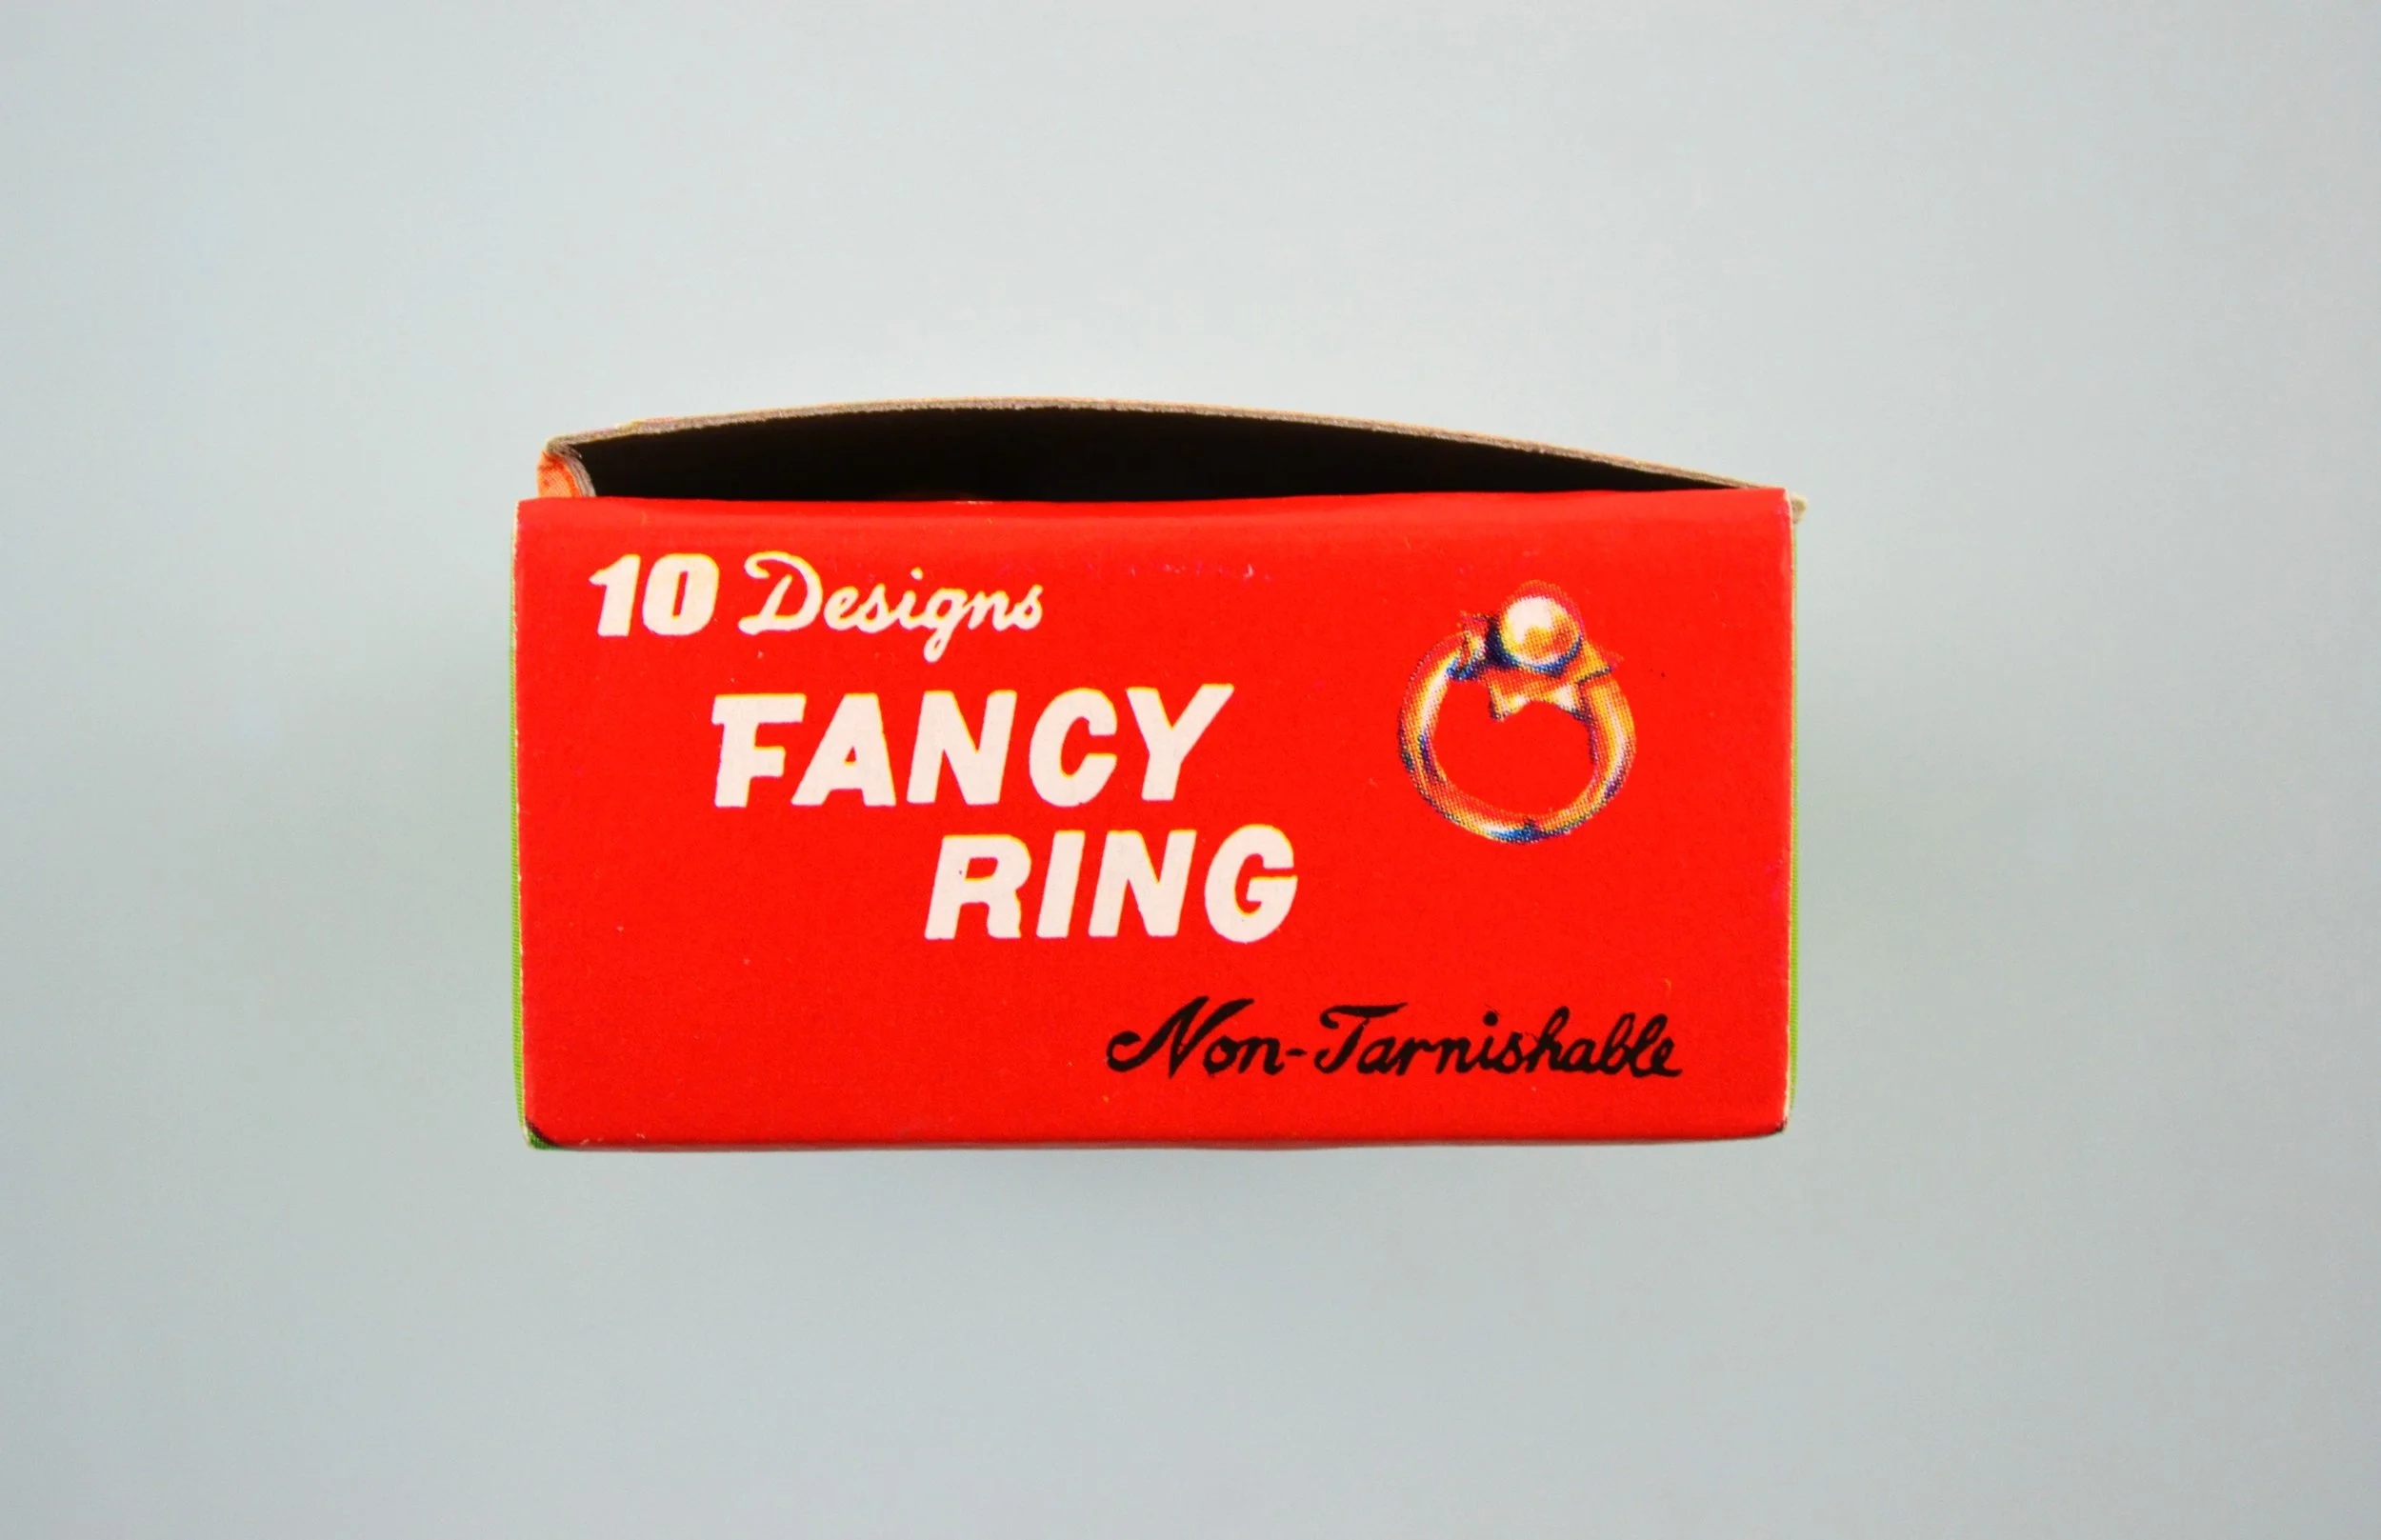 10 Designs
FANCY
RING
Non-Tarnishable